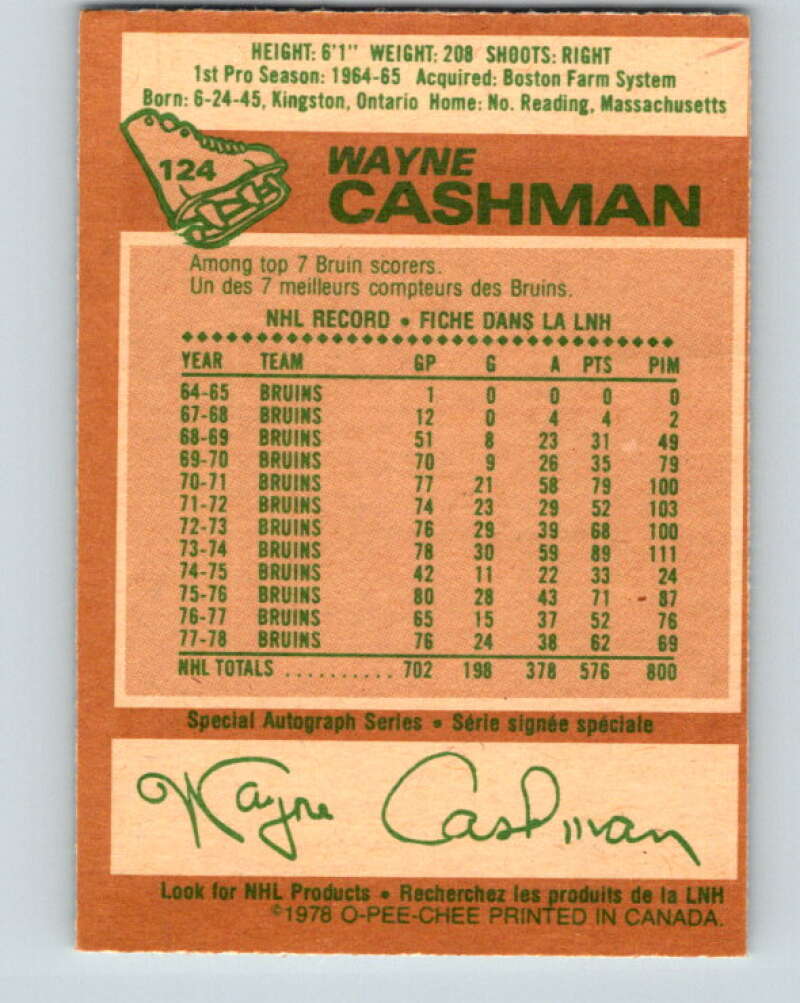 HEIGHT: 6'1" WEIGHT: 208 SHOOTS: RIGHT
1st Pro Season: 1964-65 Acquired: Boston Farm System
Born: 6-24-45, Kingston, Ontario Home: No. Reading, Massachusetts
124
WAYNE
CASHMAN
Among top 7 Bruin scorers.
Un des 7 meilleurs compteurs des Bruins.
NHL RECORD • FICHE DANS LA LNH
YEAR TEAM GP G A PTS PIM
64-65 BRUINS 1 0 0 0 0
67-68 BRUINS 12 0 4 4 2
68-69 BRUINS 51 8 23 31 49
69-70 BRUINS 70 9 26 35 79
70-71 BRUINS 77 21 58 79 100
71-72 BRUINS 74 23 29 52 103
72-73 BRUINS 76 29 39 68 100
73-74 BRUINS 78 30 59 89 111
74-75 BRUINS 42 11 22 33 24
75-76 BRUINS 80 28 43 71 87
76-77 BRUINS 65 15 37 52 76
77-78 BRUINS 76 24 38 62 69
NHL TOTALS .......... 702 198 378 576 800
Special Autograph Series • Série signée spéciale
Wayne Cashman
Look for NHL Products • Recherchez les produits de la LNH
©1978 O-PEE-CHEE PRINTED IN CANADA.